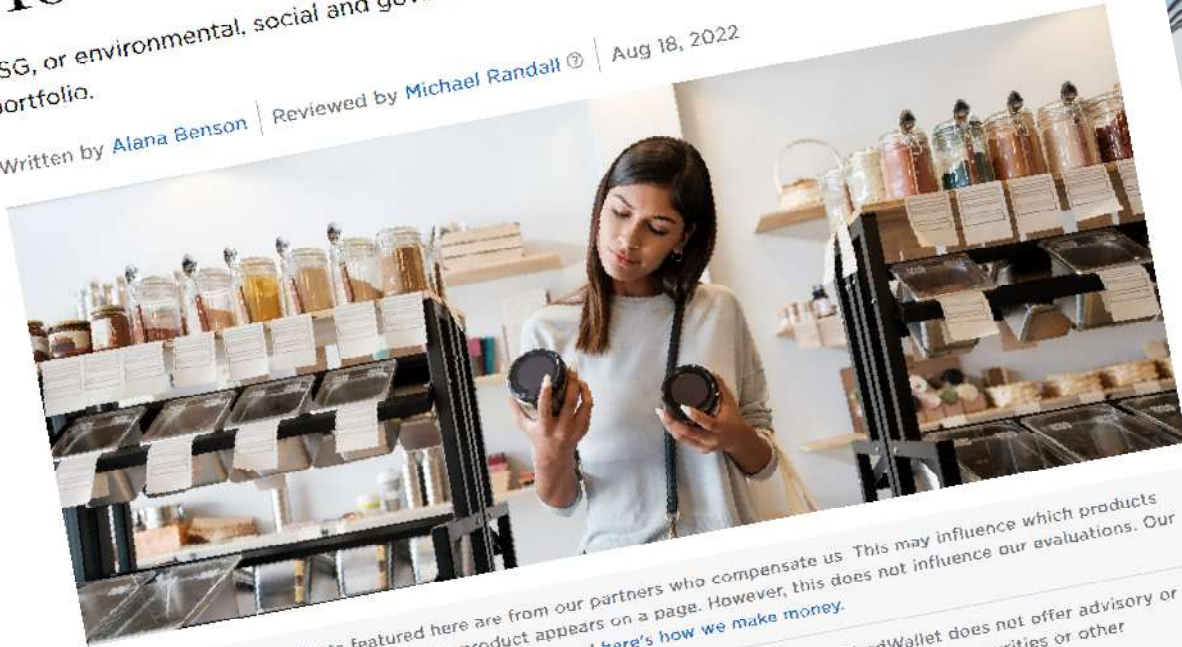 SG, or environmental, social and
portfolio.
Written by Alana Benson | Reviewed by Michael Randall | Aug 18, 2022
featured here are from our partners who compensate us. This may influence which products
product appears on a page. However, this does not influence our evaluations. Our
here's how we make money.
dWallet does not offer advisory or
or other